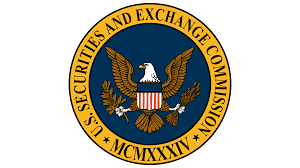 U.S. SECURITIES AND EXCHANGE COMMISSION
MCMXXXIV